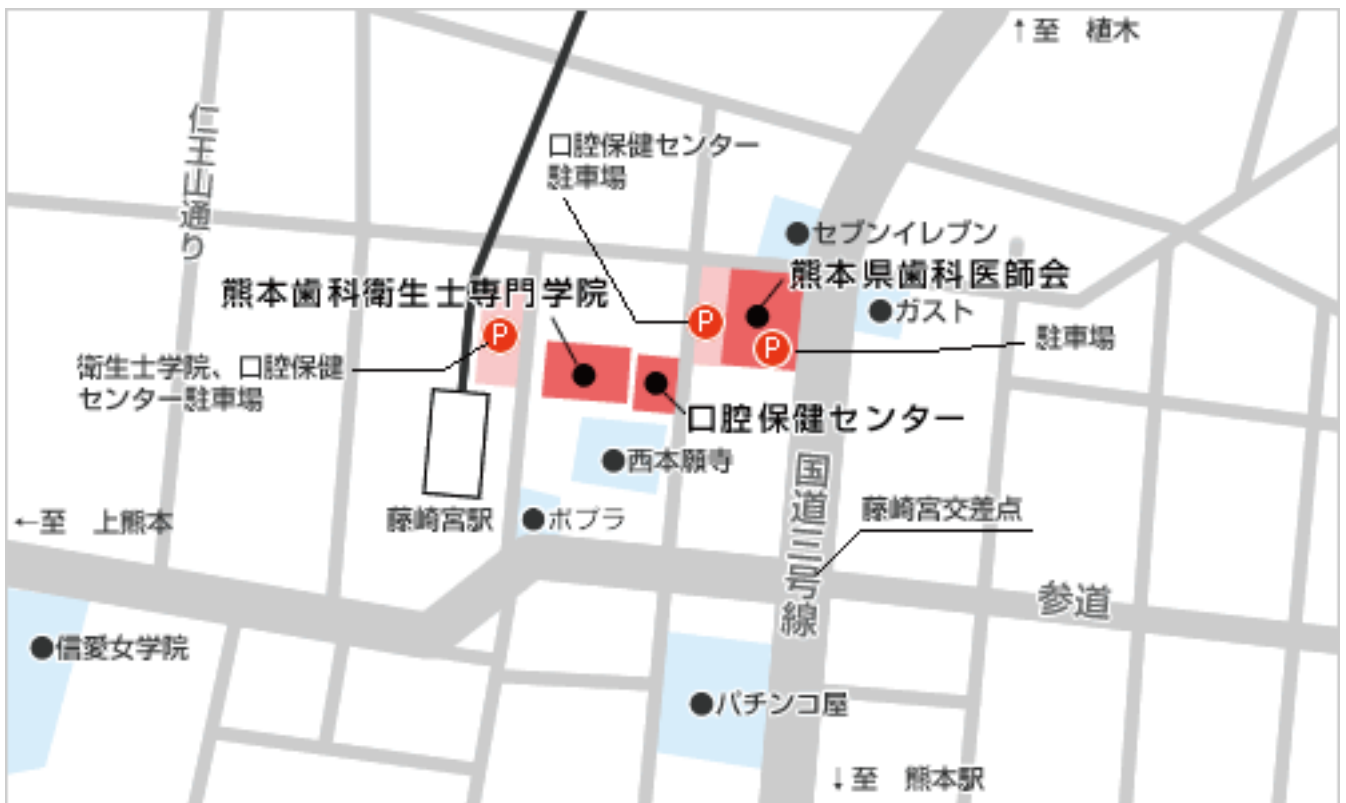 ↑至 植木
仁王山通り
口腔保健センター
駐車場
セブンイレブン
熊本県歯科医師会
熊本歯科衛生士専門学院
P
P
P
ガスト
駐車場
衛生士学院、口腔保健
センター駐車場
口腔保健センター
西本願寺
国道三号線
藤崎宮交差点
←至 上熊本
藤崎宮駅
ポプラ
参道
信愛女学院
パチンコ屋
↓至 熊本駅